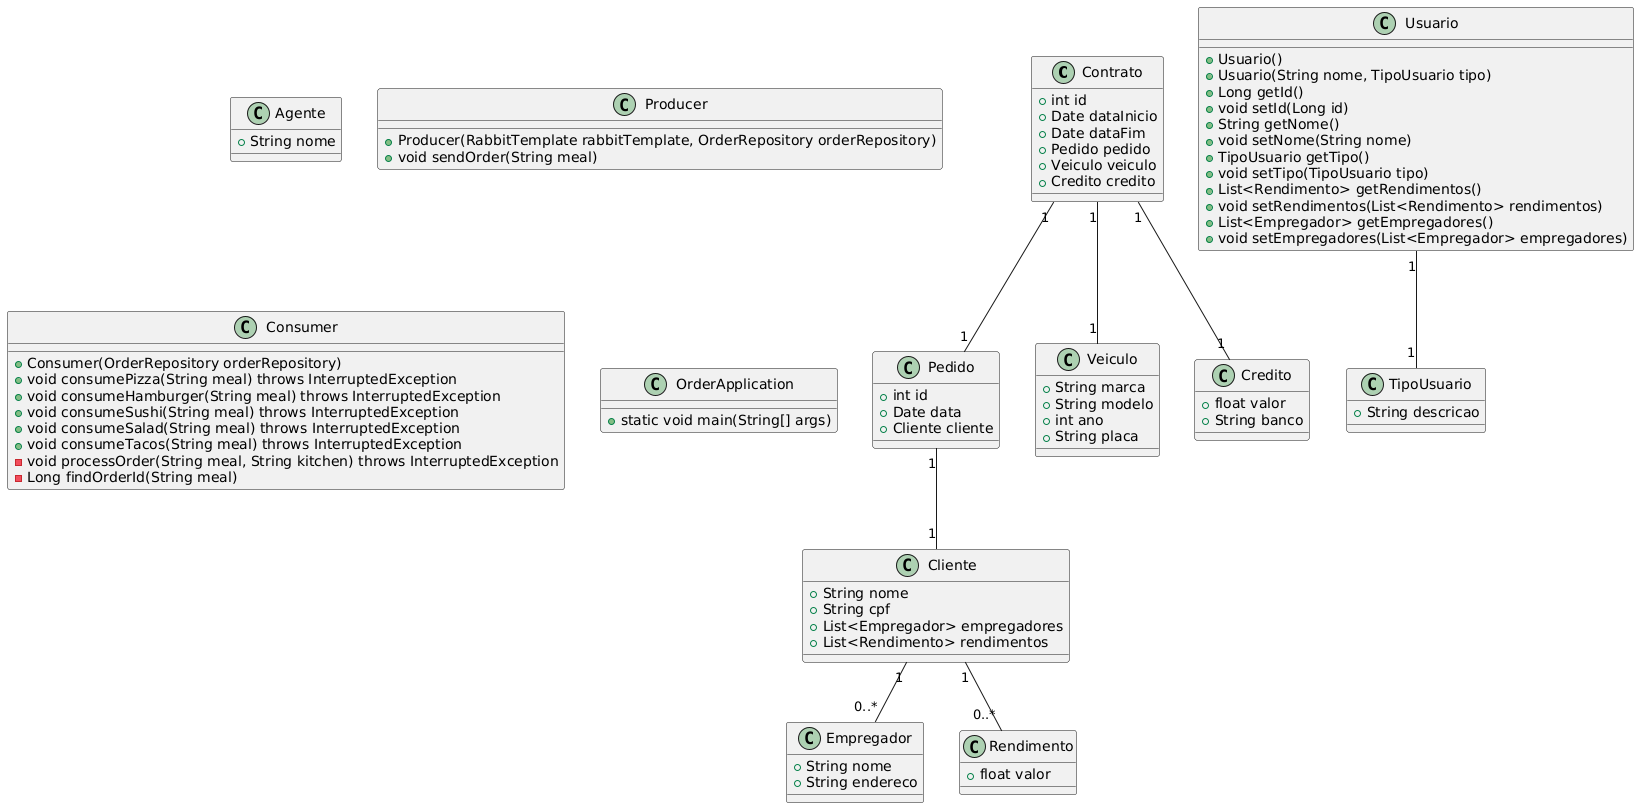 C Agente
String nome
C Producer
Producer(RabbitTemplate rabbitTemplate, OrderRepository orderRepository)
void sendOrder(String meal)
C Contrato
int id
Date dataInicio
Date dataFim
Pedido pedido
Veiculo veiculo
Credito credito
C Usuario
Usuario()
Usuario(String nome, TipoUsuario tipo)
Long getId()
void setId(Long id)
String getNome()
void setNome(String nome)
TipoUsuario getTipo()
void setTipo(TipoUsuario tipo)
List<Rendimento> getRendimentos()
void setRendimentos(List<Rendimento> rendimentos)
List<Empregador> getEmpregadores()
void setEmpregadores(List<Empregador> empregadores)
1
1
1
1
1
1
1
1
C Consumer
Consumer(OrderRepository orderRepository)
void consumePizza(String meal) throws InterruptedException
void consumeHamburger(String meal) throws InterruptedException
void consumeSushi(String meal) throws InterruptedException
void consumeSalad(String meal) throws InterruptedException
void consumeTacos(String meal) throws InterruptedException
void processOrder(String meal, String kitchen) throws InterruptedException
Long findOrderId(String meal)
C OrderApplication
static void main(String[] args)
C Pedido
int id
Date data
Cliente cliente
C Veiculo
String marca
String modelo
int ano
String placa
C Credito
float valor
String banco
C TipoUsuario
String descricao
1
1
C Cliente
String nome
String cpf
List<Empregador> empregadores
List<Rendimento> rendimentos
1
1
0..*
0..*
C Empregador
String nome
String endereco
C Rendimento
float valor